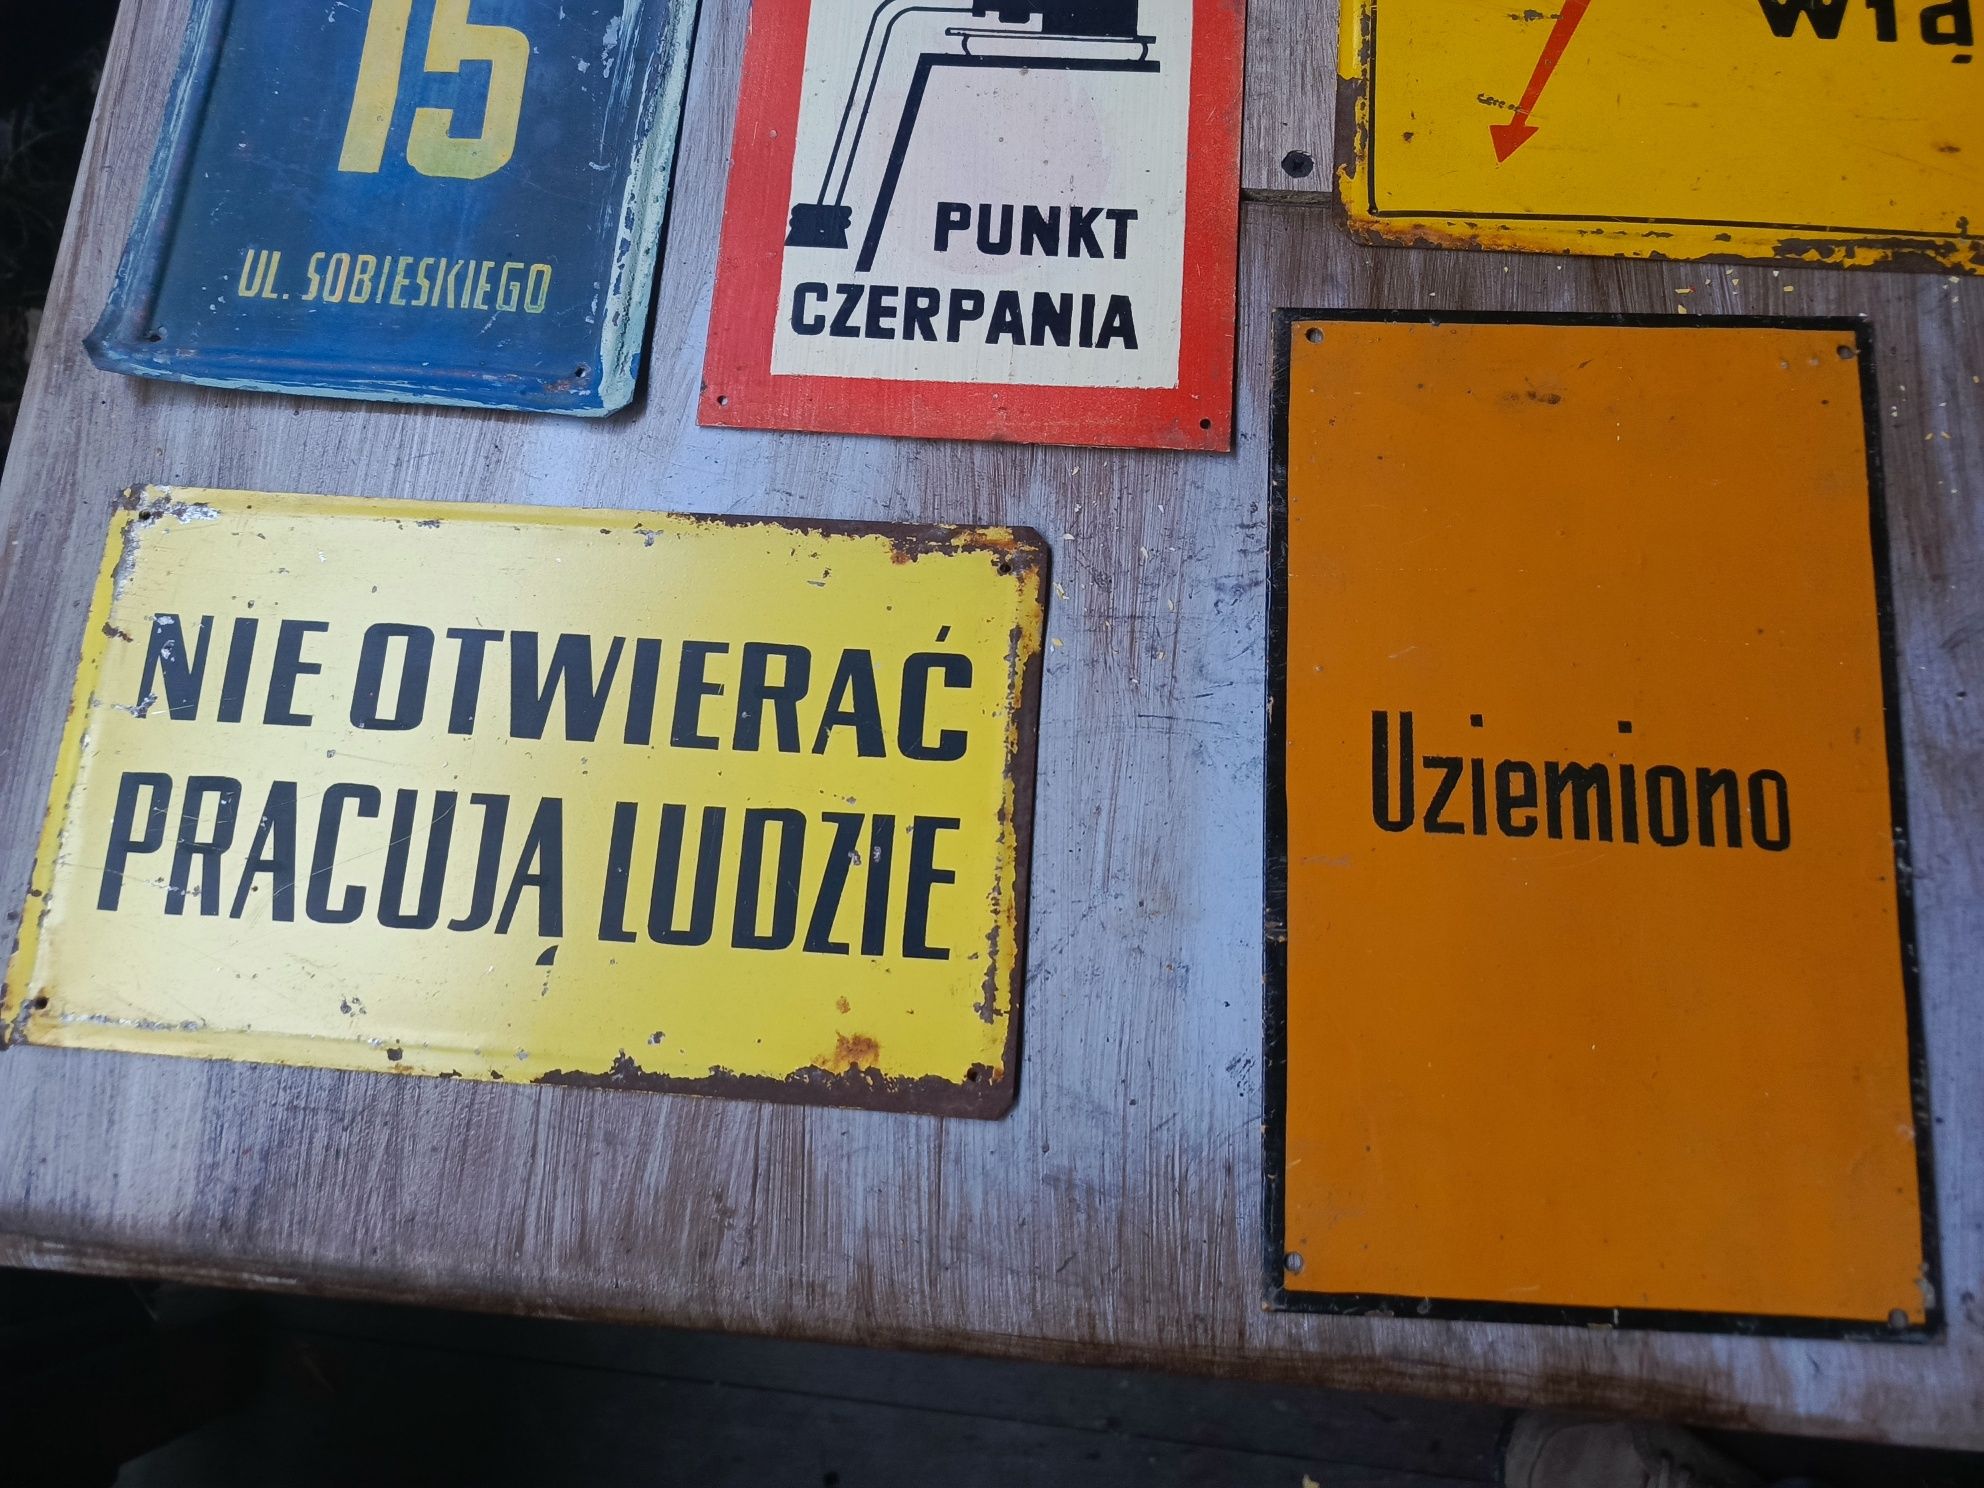 15
UL. SOBIESKIEGO
PUNKT
CZERPANIA
NIE OTWIERAĆ
PRACUJĄ LUDZIE
Uziemiono